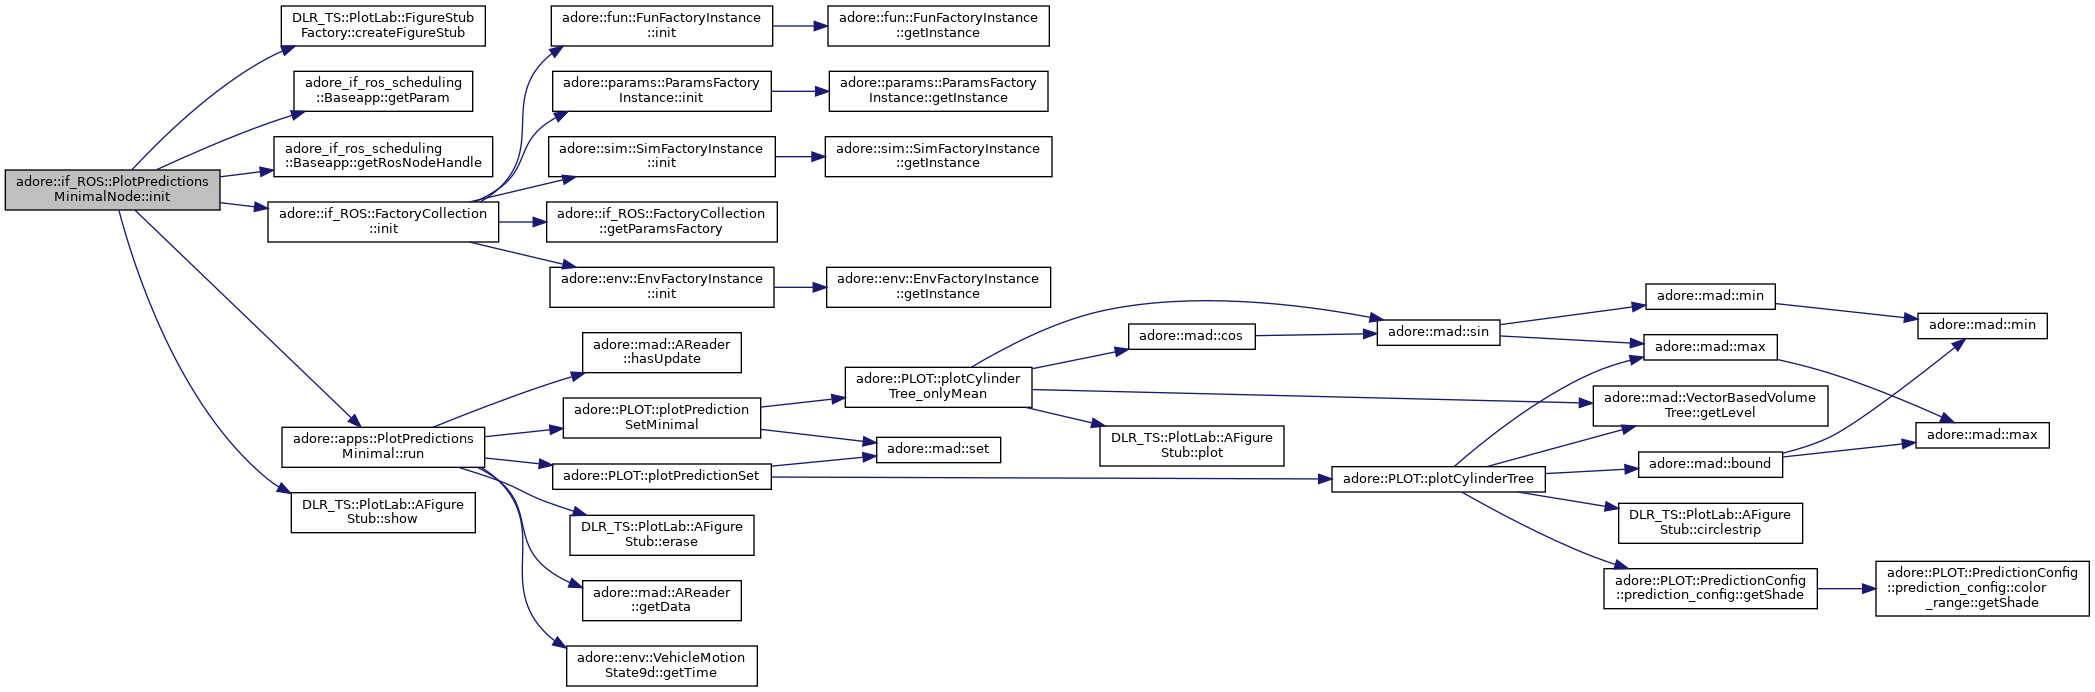 adore::if_ROS::PlotPredictions
MinimalNode::init
DLR_TS::PlotLab::FigureStub
Factory::createFigureStub
adore_if_ros_scheduling
::Baseapp::getParam
adore_if_ros_scheduling
::Baseapp::getRosNodeHandle
adore::if_ROS::FactoryCollection
::init
adore::apps::PlotPredictions
Minimal::run
DLR_TS::PlotLab::AFigure
Stub::show
adore::fun::FunFactoryInstance
::init
adore::params::ParamsFactory
Instance::init
adore::sim::SimFactoryInstance
::init
adore::if_ROS::FactoryCollection
::getParamsFactory
adore::env::EnvFactoryInstance
::init
adore::fun::FunFactoryInstance
::getInstance
adore::params::ParamsFactory
Instance::getInstance
adore::sim::SimFactoryInstance
::getInstance
adore::env::EnvFactoryInstance
::getInstance
adore::mad::AReader
::hasUpdate
adore::PLOT::plotPrediction
SetMinimal
adore::PLOT::plotPredictionSet
DLR_TS::PlotLab::AFigure
Stub::erase
adore::mad::AReader
::getData
adore::env::VehicleMotion
State9d::getTime
adore::PLOT::plotCylinder
Tree_onlyMean
adore::mad::set
adore::mad::cos
DLR_TS::PlotLab::AFigure
Stub::plot
adore::mad::sin
adore::PLOT::plotCylinderTree
adore::mad::min
adore::mad::max
adore::mad::VectorBasedVolume
Tree::getLevel
adore::mad::bound
DLR_TS::PlotLab::AFigure
Stub::circlestrip
adore::PLOT::PredictionConfig
::prediction_config::getShade
adore::mad::min
adore::mad::max
adore::PLOT::PredictionConfig
::prediction_config::color
_range::getShade